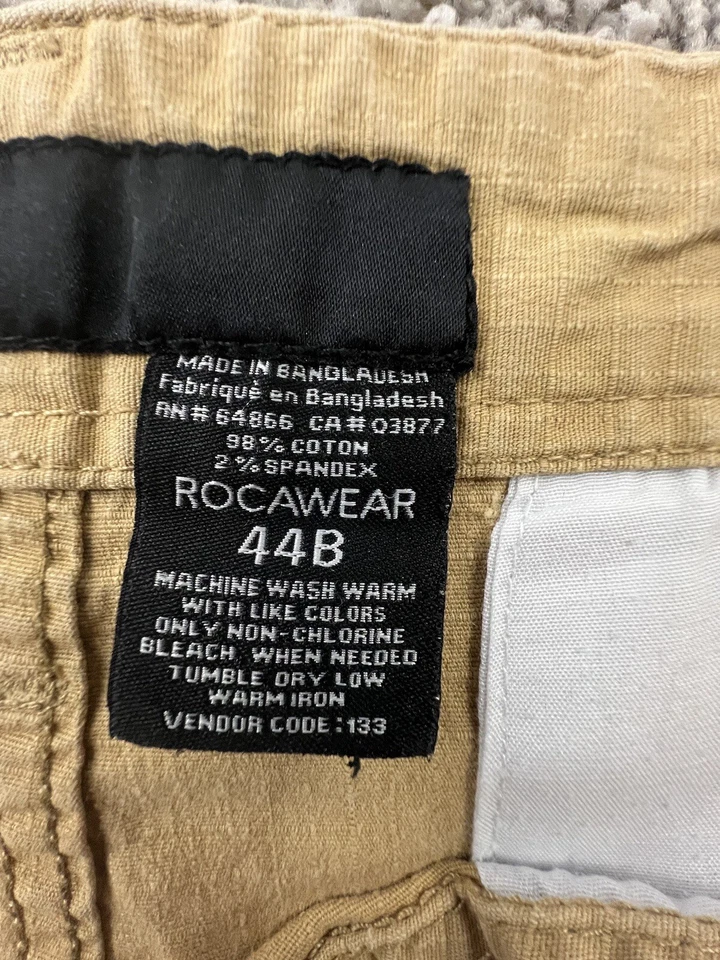 MADE IN BANGLADESH
Fabriquè en Bangladesh
RN # 64866 CA # 03877
98% COTON
2% SPANDEX
ROCAWEAR
44B
MACHINE WASH WARM
WITH LIKE COLORS
ONLY NON-CHLORINE
BLEACH, WHEN NEEDED
TUMBLE DRY LOW
WARM IRON
VENDOR CODE:133